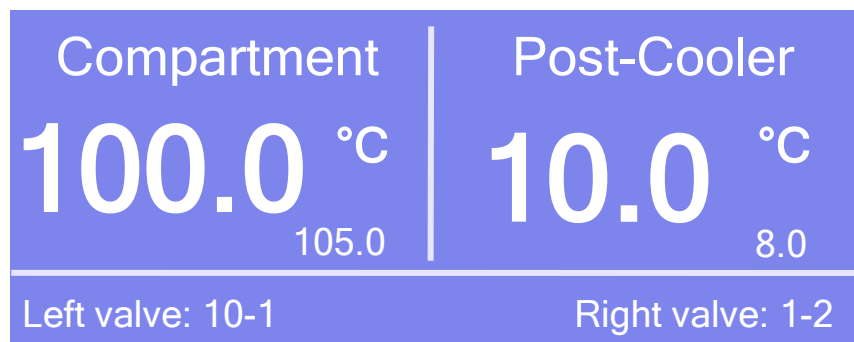 Compartment
100.0 °C
105.0
Post-Cooler
10.0 °C
8.0
Left valve: 10-1
Right valve: 1-2